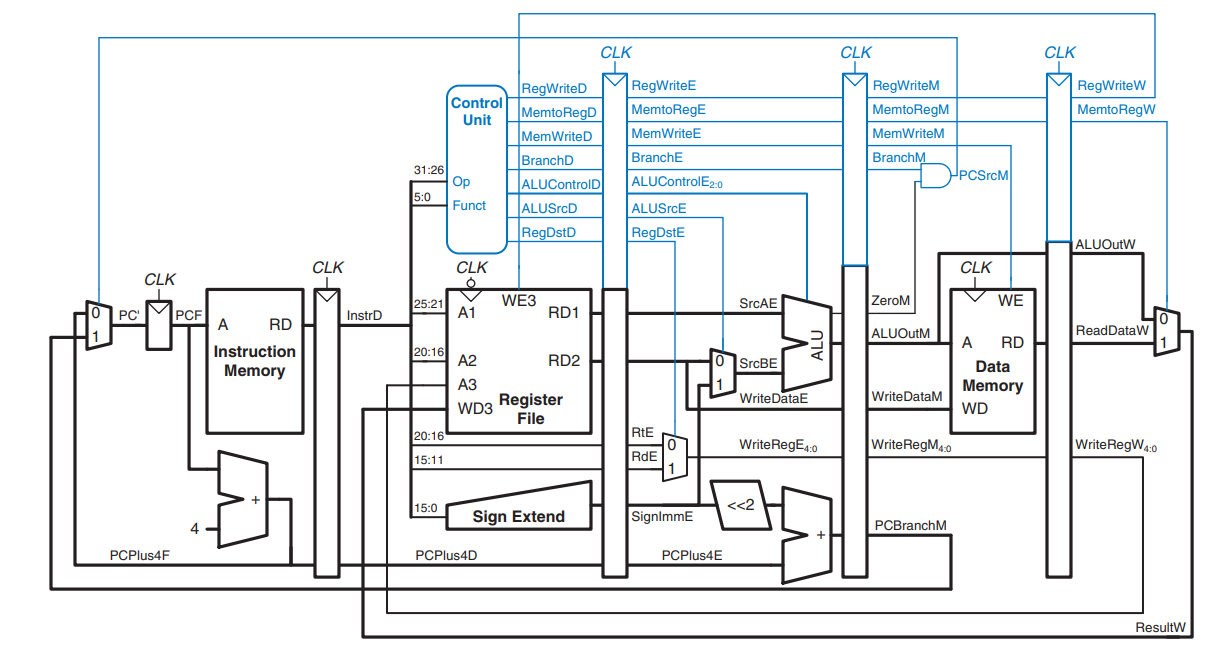 CLK CLK CLK
RegWriteD RegWriteE RegWriteM RegWriteW
Control
Unit
MemtoRegD MemtoRegE MemtoRegM MemtoRegW
MemWriteD MemWriteE MemWriteM
BranchD BranchE BranchM
31:26 Op ALUControlD ALUControlE2:0 PCSrcM
5:0 Funct ALUSrcD ALUSrcE
RegDstD RegDstE
CLK CLK CLK CLK
ALUOutW
WE3 WE
0 PC' PCF A RD InstrD 25:21 A1 RD1 SrcAE ZeroM 0
1 ALU ALUOutM ReadDataW
Instruction
Memory
20:16 A2 RD2 0 SrcBE A RD 1
A3 1 Data
Memory
WD3 Register
File
WriteDataE WriteDataM WD
20:16 RtE 0 WriteRegE4:0 WriteRegM4:0 WriteRegW4:0
15:11 RdE 1
+ 15:0 Sign Extend SignImmE <<2 + PCBranchM
4
PCPlus4F PCPlus4D PCPlus4E
ResultW